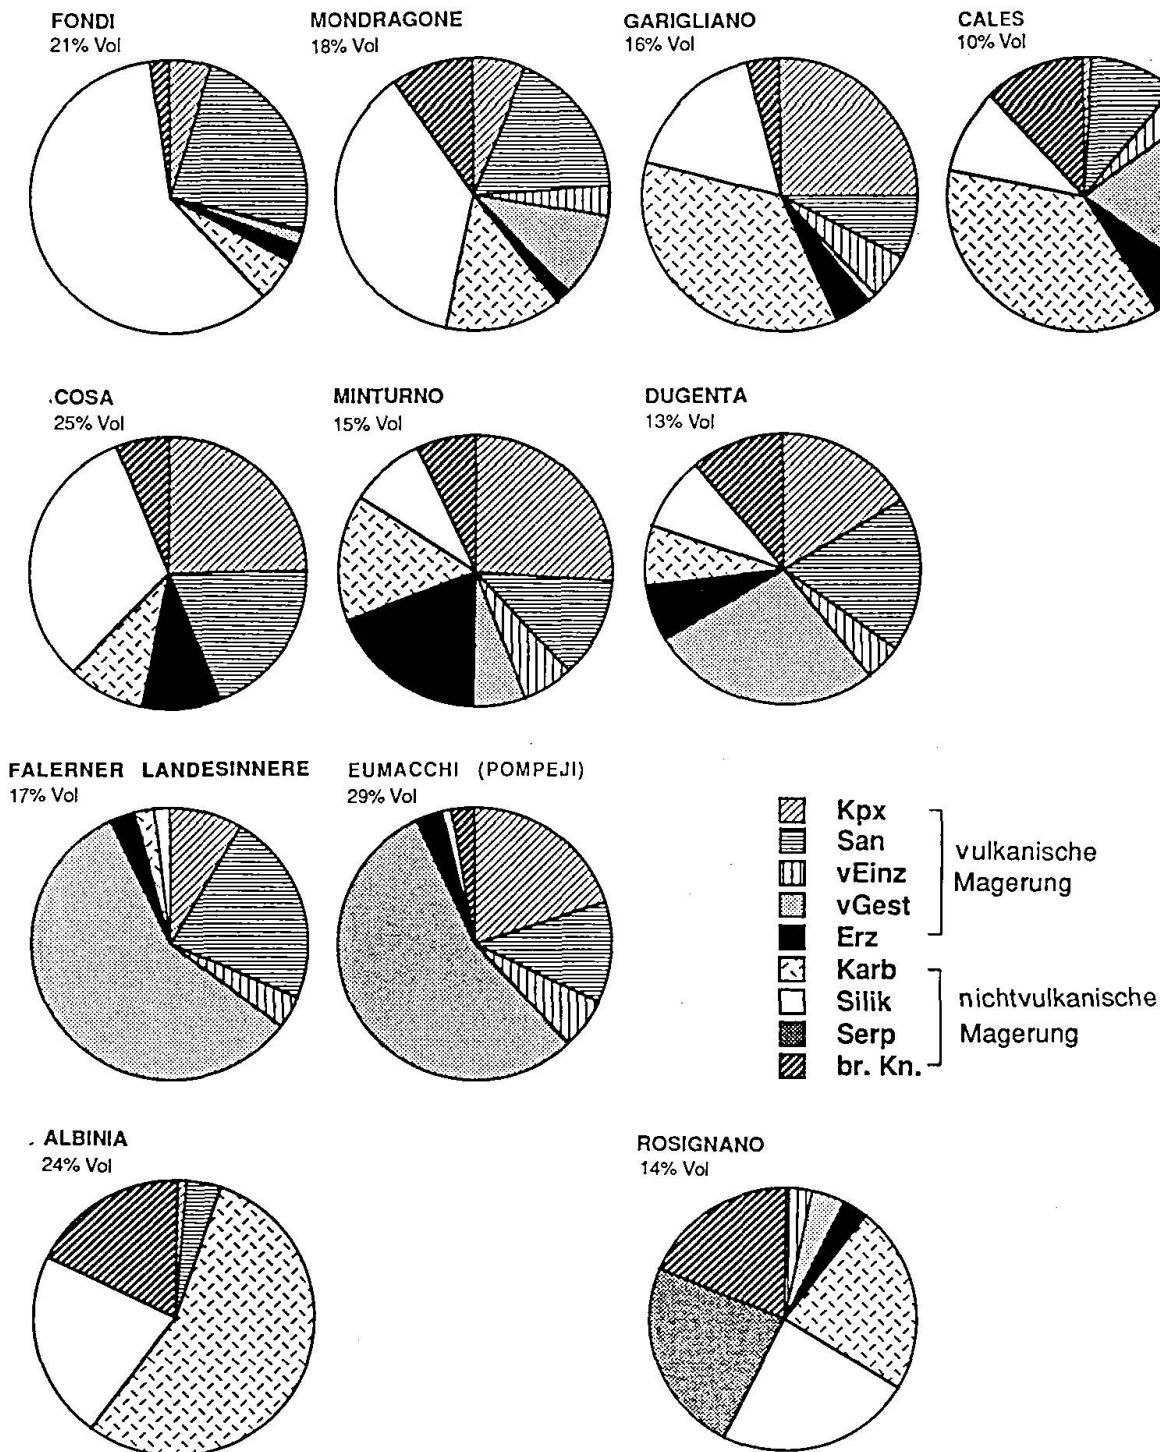 FONDI
21% Vol
MONDRAGONE
18% Vol
GARIGLIANO
16% Vol
CALES
10% Vol
COSA
25% Vol
MINTURNO
15% Vol
DUGENTA
13% Vol
FALERNER LANDESINNERE
17% Vol
EUMACCHI (POMPEJI)
29% Vol
Kpx
San
vEinz
vGest
Erz
vulkanische
Magerung
Karb
Silik
Serp
br. Kn.
nichtvulkanische
Magerung
ALBINIA
24% Vol
ROSIGNANO
14% Vol